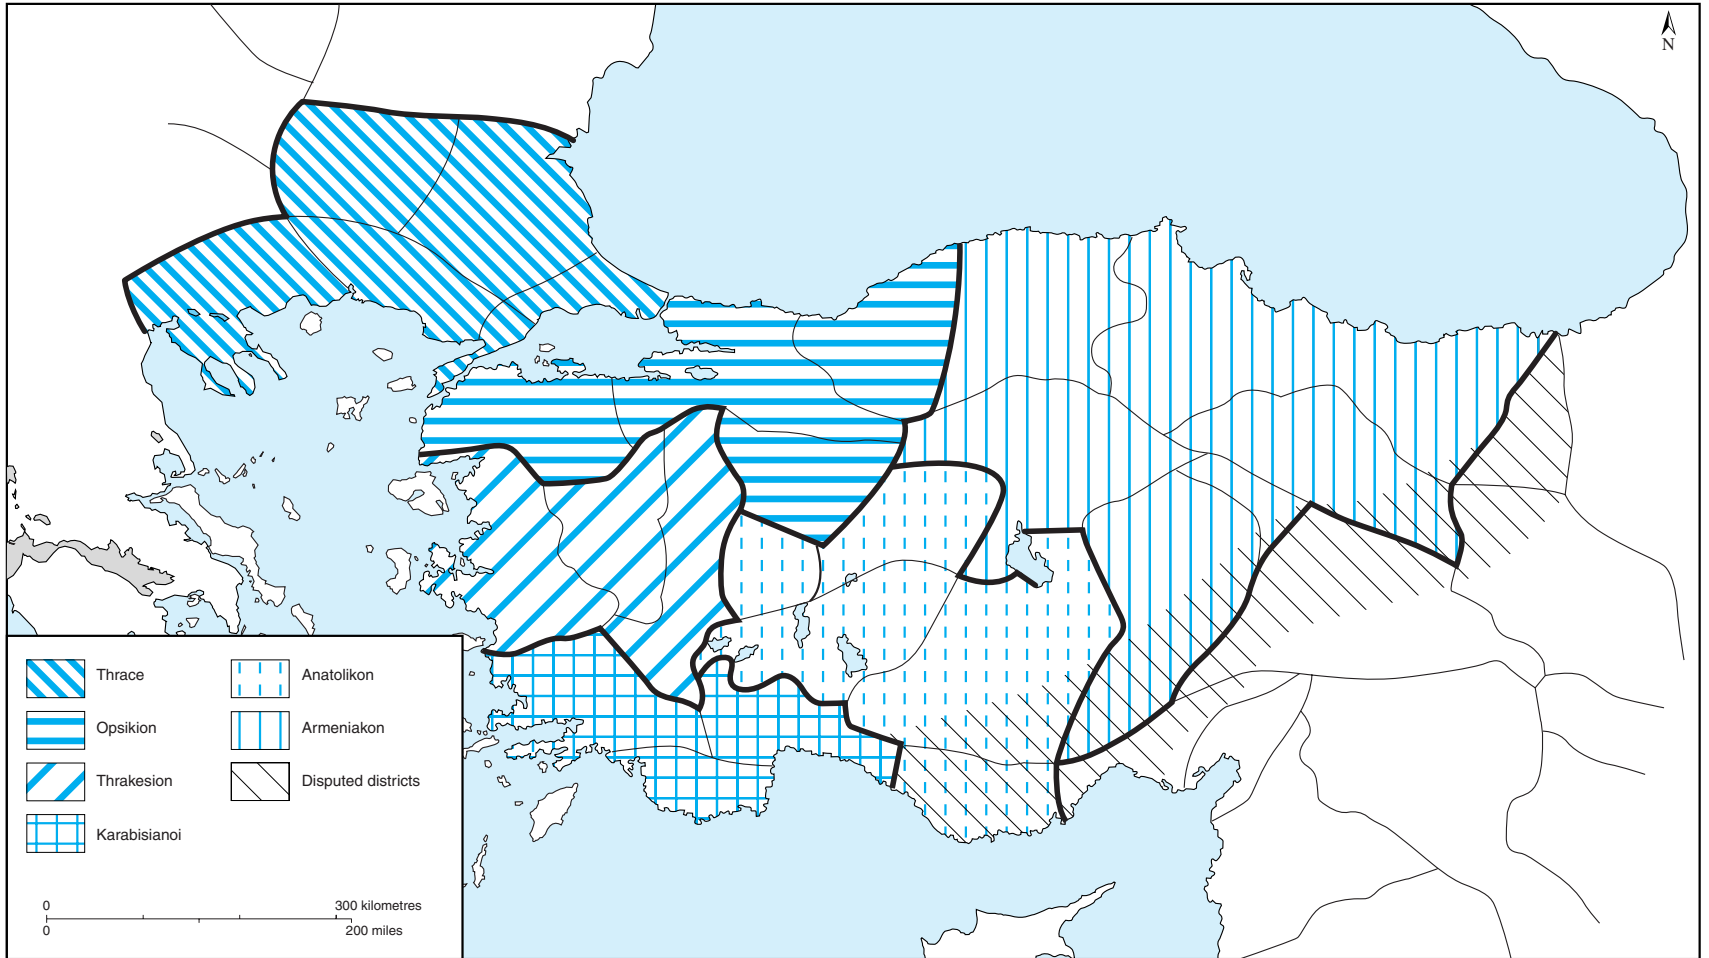 N
Thrace
Anatolikon
Opsikion
Armeniakon
Thrakesion
Disputed districts
Karabisianoi
0 300 kilometres
0 200 miles